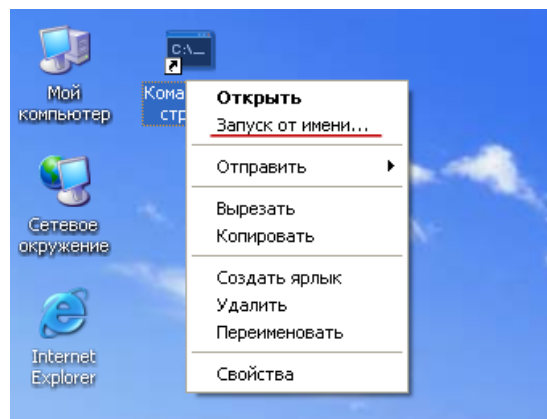 C:\_
Мой
компьютер
Кома
стр
Открыть
Запуск от имени...
Отправить
Вырезать
Копировать
Создать ярлык
Удалить
Переименовать
Свойства
Сетевое
окружение
Internet
Explorer